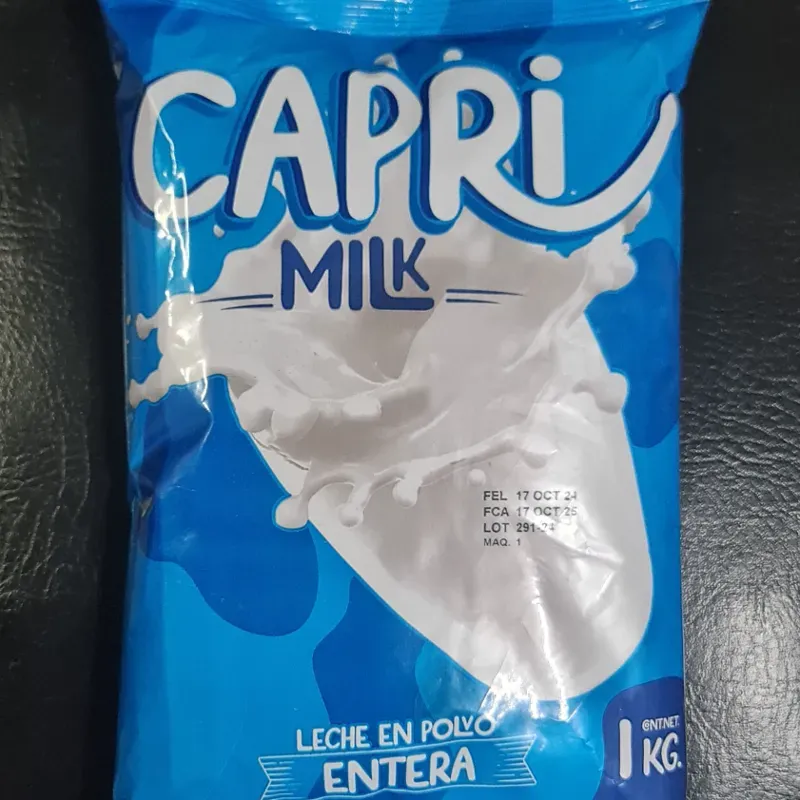 CAPRi
MILK
FEL 17 OCT 24
FCA 17 OCT 25
LOT 291-24
MAQ. 1
LECHE EN POLVO
ENTERA
1
CNT.NET.
KG.